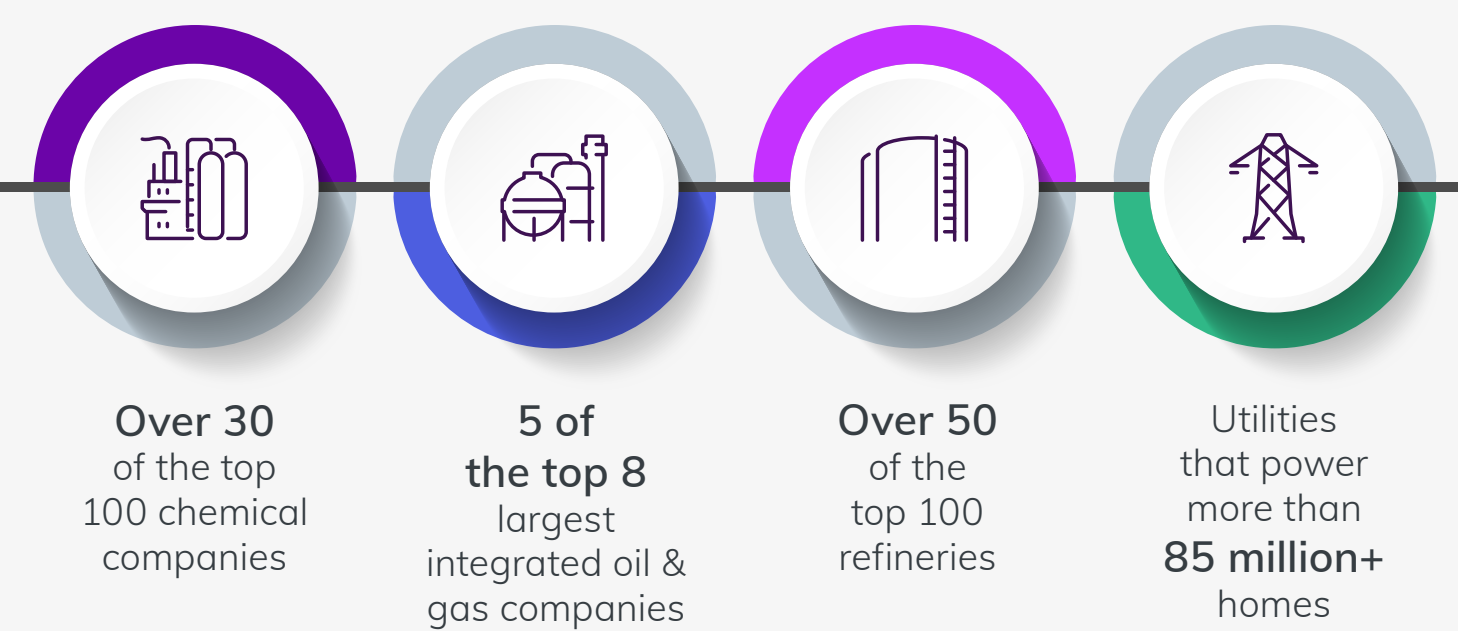 Over 30
of the top
100 chemical
companies
5 of
the top 8
largest
integrated oil &
gas companies
Over 50
of the
top 100
refineries
Utilities
that power
more than
85 million+
homes